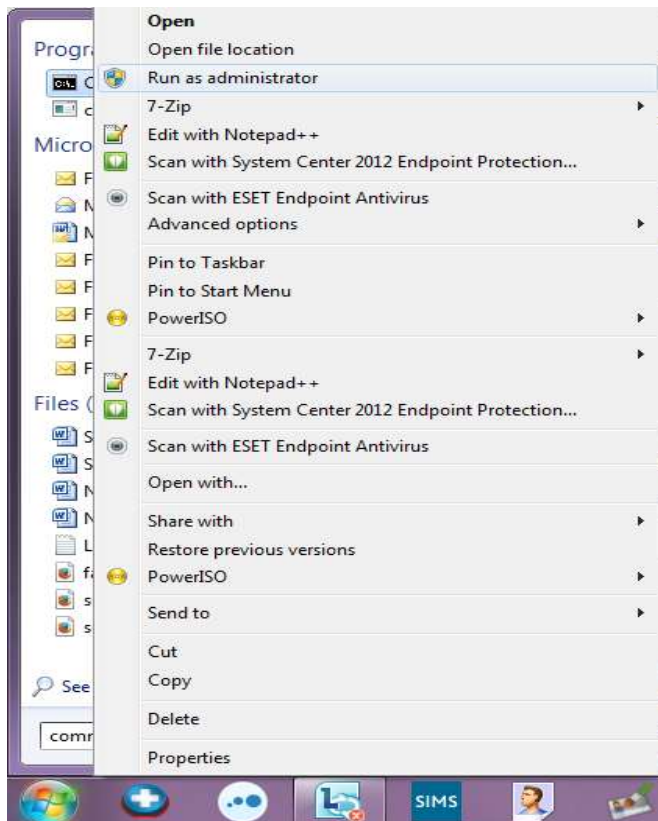 Open
Open file location
Run as administrator
7-Zip
Edit with Notepad++
Scan with System Center 2012 Endpoint Protection...
Scan with ESET Endpoint Antivirus
Advanced options
Pin to Taskbar
Pin to Start Menu
PowerISO
7-Zip
Edit with Notepad++
Scan with System Center 2012 Endpoint Protection...
Scan with ESET Endpoint Antivirus
Open with...
Share with
Restore previous versions
PowerISO
Send to
Cut
Copy
Delete
Properties
Progr
C:\.
C
c
Micro
F
N
N
F
F
F
F
F
Files (
S
S
N
N
L
fa
s
s
See
comr
SIMS